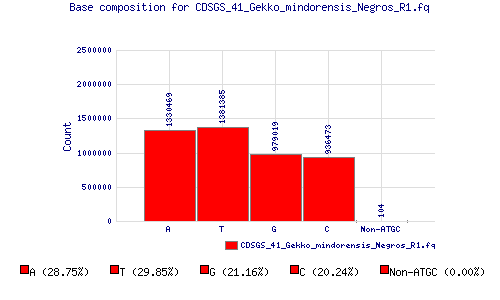 Base composition for CDSGS_41_Gekko_mindorensis_Negros_R1.fq
2500000
2000000
1500000
1000000
500000
0
Count
1330469
1381385
979019
936473
104
A
T
G
C
Non-ATGC
CDSGS_41_Gekko_mindorensis_Negros_R1.fq
A (28.75%)
T (29.85%)
G (21.16%)
C (20.24%)
Non-ATGC (0.00%)